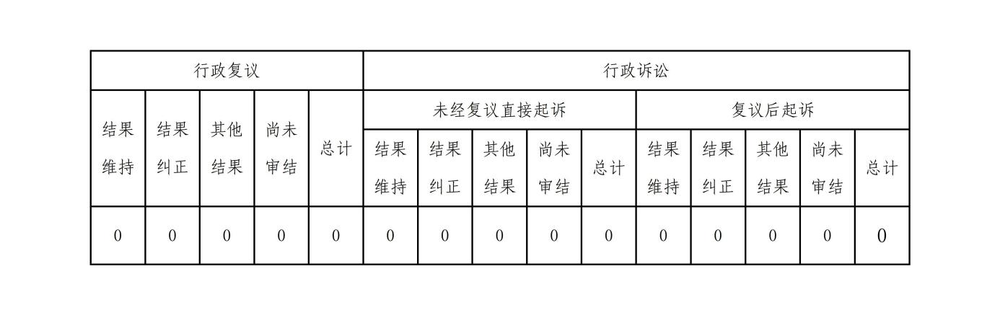 行政复议 行政诉讼
未经复议直接起诉 复议后起诉
结果 结果 其他 尚未 总计
维持 纠正 结果 审结
结果 结果 其他 尚未 总计 结果 结果 其他 尚未 总计
维持 纠正 结果 审结 维持 纠正 结果 审结
0 0 0 0 0 0 0 0 0 0 0 0 0 0 0